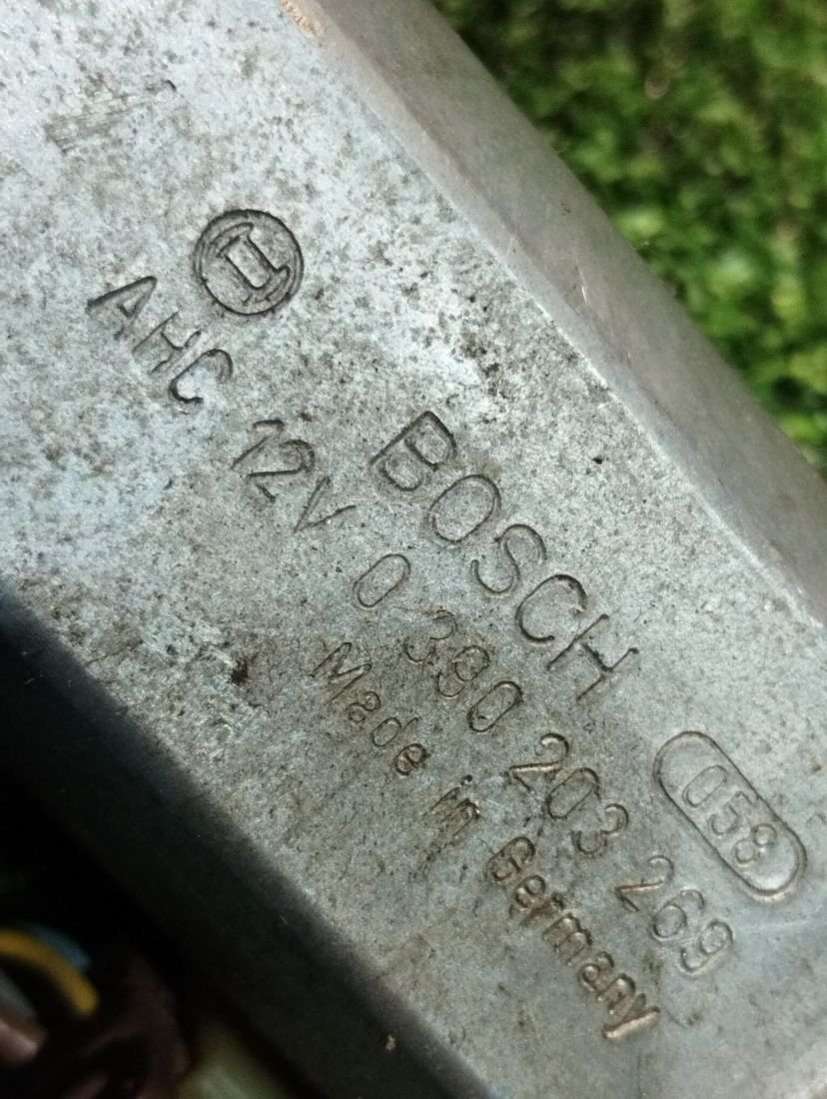 BOSCH
AHC 12V 0 390 203 269
Made in Germany
058